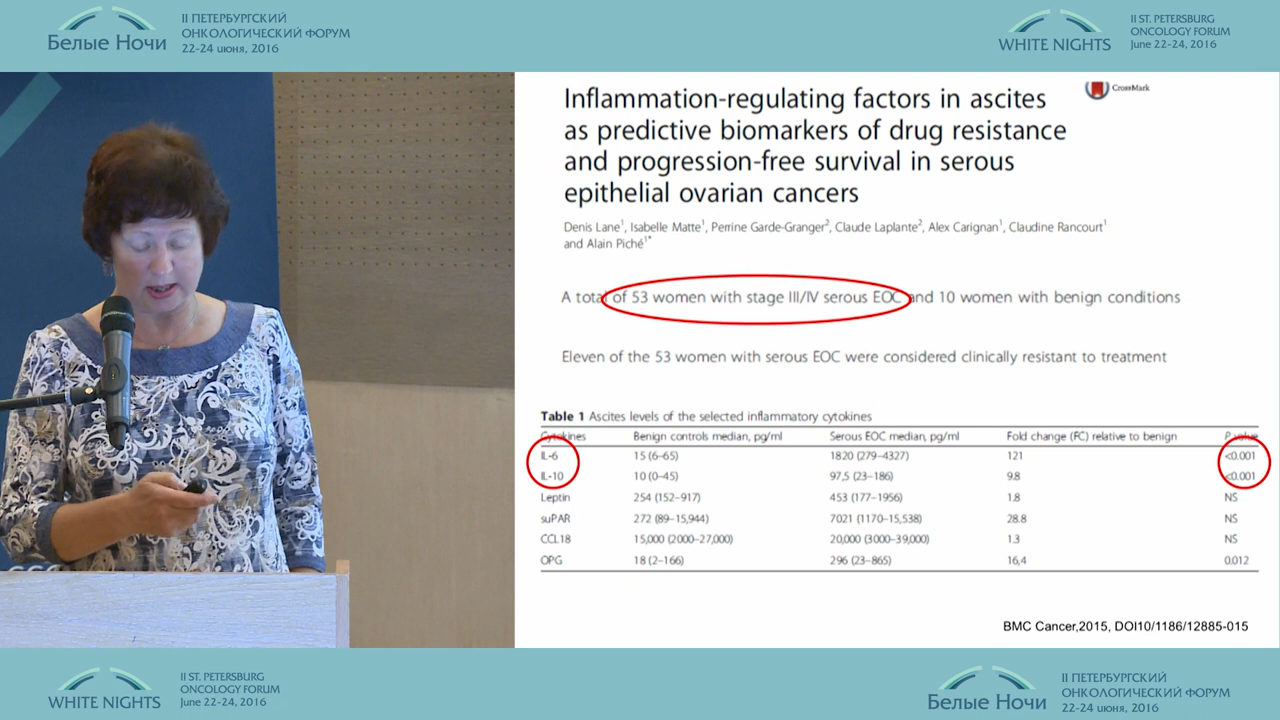 Белые Ночи
II ПЕТЕРБУРГСКИЙ
ОНКОЛОГИЧЕСКИЙ ФОРУМ
22-24 июня, 2016
WHITE NIGHTS
II ST. PETERSBURG
ONCOLOGY FORUM
June 22-24, 2016
CrossMark
Inflammation-regulating factors in ascites
as predictive biomarkers of drug resistance
and progression-free survival in serous
epithelial ovarian cancers
Denis Lane1, Isabelle Matte1, Perrine Garde-Granger2, Claude Laplante2, Alex Carignan1, Claudine Rancourt1
and Alain Piché1*
A total of 53 women with stage III/IV serous EOC and 10 women with benign conditions
Eleven of the 53 women with serous EOC were considered clinically resistant to treatment
Table 1 Ascites levels of the selected inflammatory cytokines
Cytokines Benign controls median, pg/ml Serous EOC median, pg/ml Fold change (FC) relative to benign P value
IL-6 15 (6–65) 1820 (279–4327) 121 <0.001
IL-10 10 (0–45) 97,5 (23–186) 9.8 <0.001
Leptin 254 (152–917) 453 (177–1956) 1.8 NS
suPAR 272 (89–15,944) 7021 (1170–15,538) 28.8 NS
CCL18 15,000 (2000–27,000) 20,000 (3000–39,000) 1.3 NS
OPG 18 (2–166) 296 (23–865) 16,4 0.012
BMC Cancer,2015, DOI10/1186/12885-015
WHITE NIGHTS
II ST. PETERSBURG
ONCOLOGY FORUM
June 22-24, 2016
Белые Ночи
II ПЕТЕРБУРГСКИЙ
ОНКОЛОГИЧЕСКИЙ ФОРУМ
22-24 июня, 2016